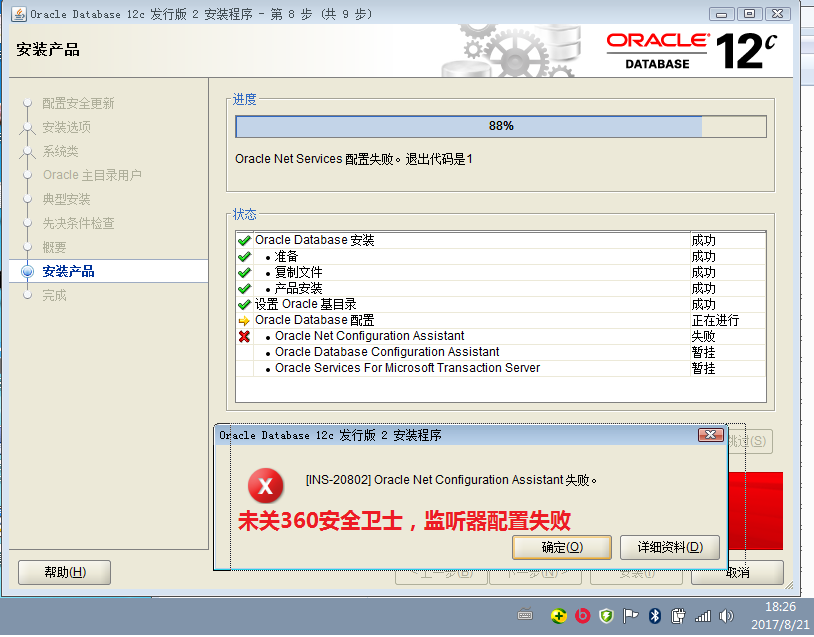 Oracle Database 12c 发行版 2 安装程序 - 第 8 步 (共 9 步)
安装产品
ORACLE
DATABASE
12c
配置安全更新
安装选项
系统类
Oracle 主目录用户
典型安装
先决条件检查
概要
安装产品
完成
进度
88%
Oracle Net Services 配置失败。退出代码是1
状态
Oracle Database 安装 成功
• 准备 成功
• 复制文件 成功
• 产品安装 成功
设置 Oracle 基目录 成功
Oracle Database 配置 正在进行
• Oracle Net Configuration Assistant 失败
• Oracle Database Configuration Assistant 暂挂
• Oracle Services For Microsoft Transaction Server 暂挂
跳过(S)
Oracle Database 12c 发行版 2 安装程序
[INS-20802] Oracle Net Configuration Assistant 失败。
未关360安全卫士，监听器配置失败
确定(O) 详细资料(D)
帮助(H) <上一步(B) 下一步(N)> 安装(I) 取消
18:26
2017/8/21